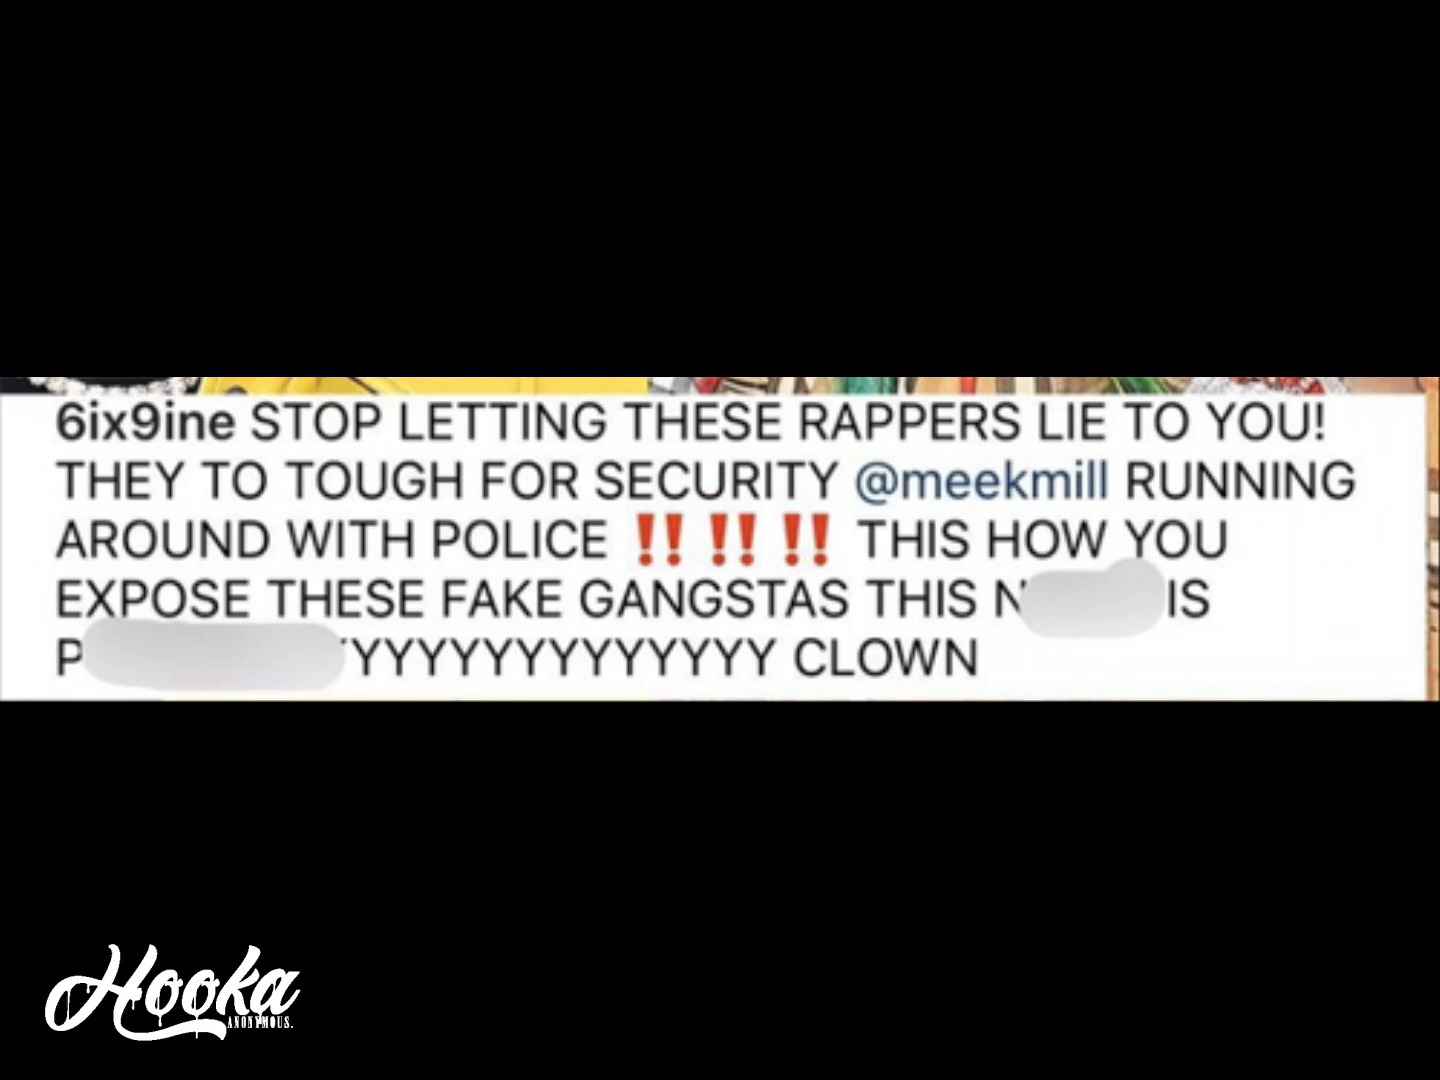 6ix9ine STOP LETTING THESE RAPPERS LIE TO YOU!
THEY TO TOUGH FOR SECURITY @meekmill RUNNING
AROUND WITH POLICE ‼️ ‼️ ‼️ THIS HOW YOU
EXPOSE THESE FAKE GANGSTAS THIS IS
CLOWN
Hooka
ANONYMOUS.